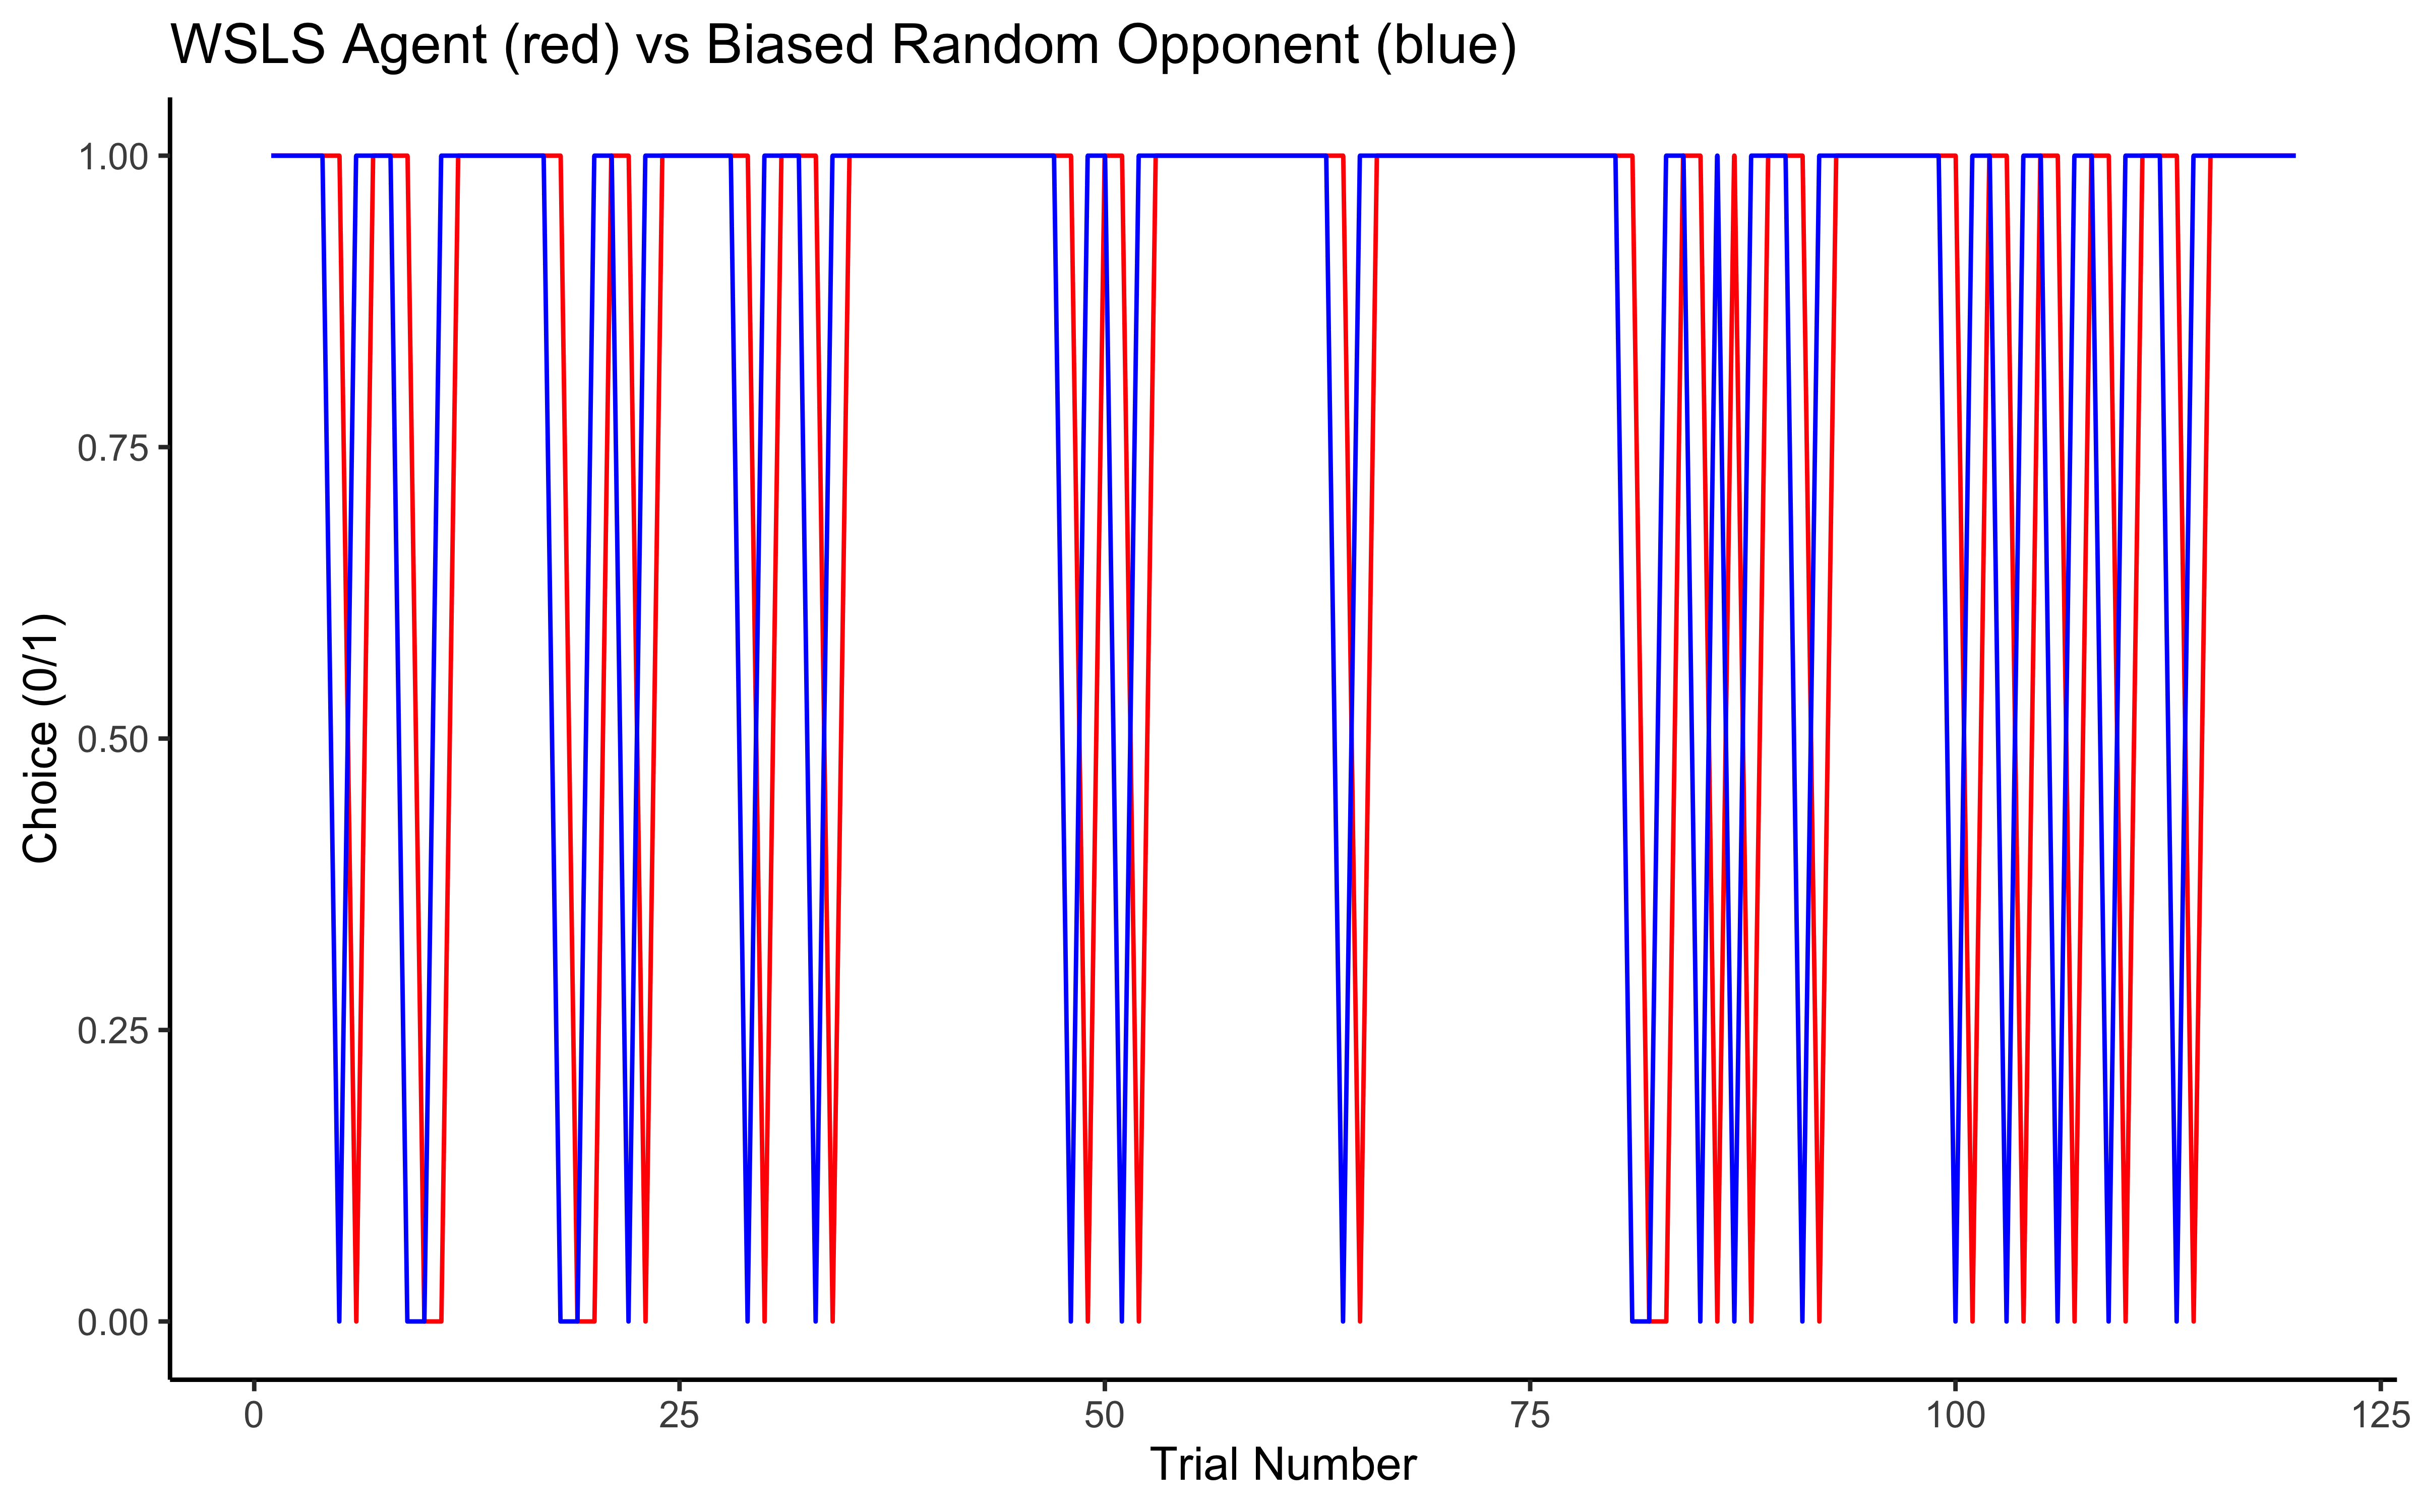 WSLS Agent (red) vs Biased Random Opponent (blue)
1.00
0.75
0.50
0.25
0.00
Choice (0/1)
0 25 50 75 100 125
Trial Number